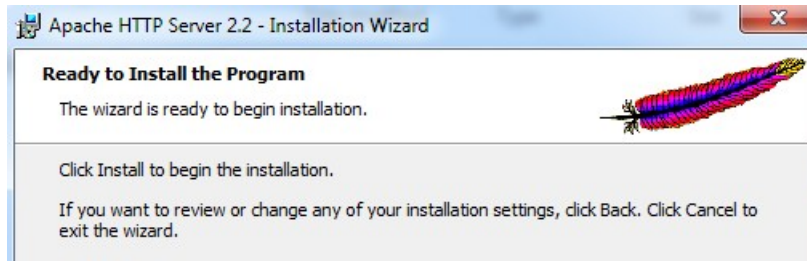 Apache HTTP Server 2.2 - Installation Wizard
Ready to Install the Program
The wizard is ready to begin installation.
Click Install to begin the installation.
If you want to review or change any of your installation settings, click Back. Click Cancel to
exit the wizard.